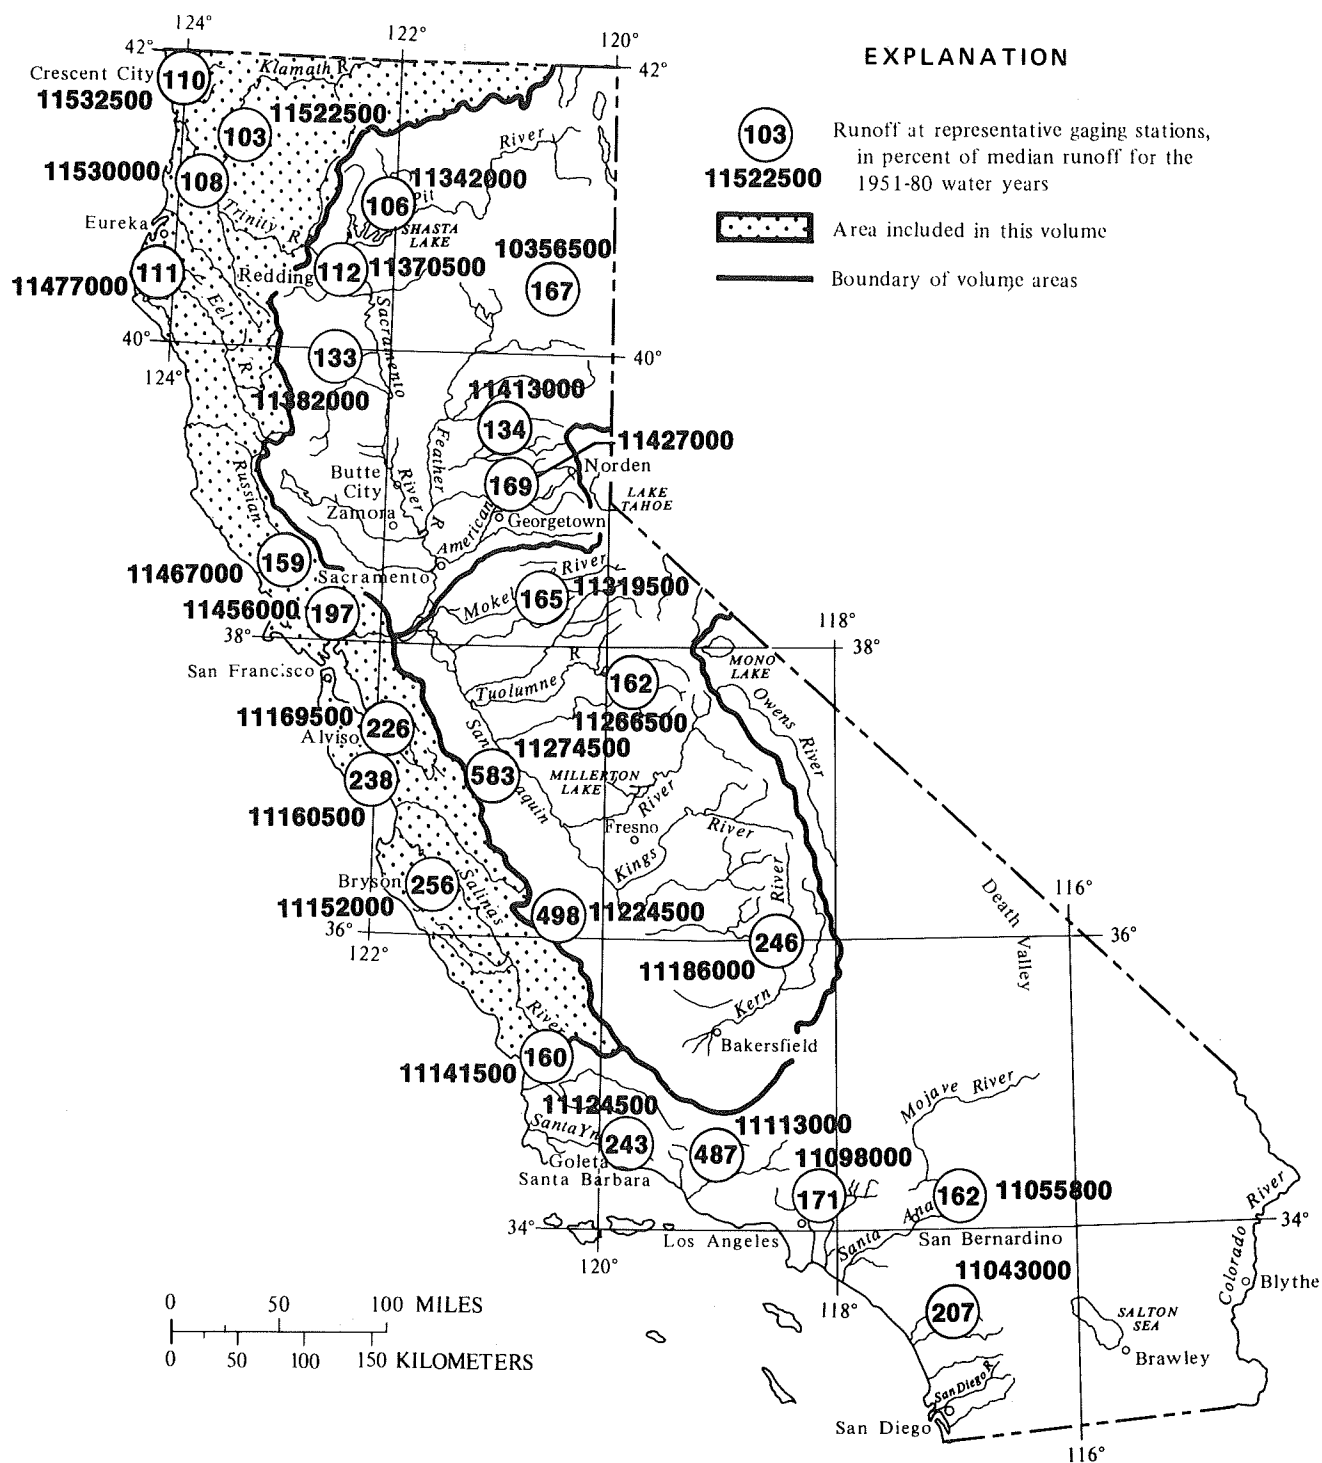 124°
122°
120°
42°
42°
EXPLANATION
Crescent City
11532500
110
Klamath R
11522500
103
103
11522500
Runoff at representative gaging stations,
in percent of median runoff for the
1951-80 water years
River
11530000
108
11342000
Pit
106
SHASTA
LAKE
Area included in this volume
Eureka
Trinity R
10356500
Boundary of volume areas
11477000
111
Redding
112
11370500
167
Eel
R
Sacramento
River
40°
40°
124°
133
11382000
11413000
134
11427000
Feather
R
Norden
Butte
City
169
LAKE
TAHOE
Zamora
Georgetown
Russian
American
159
11467000
Sacramento
River
11319500
11456000
197
Mokel
165
118°
38°
38°
San Francisco
MONO
LAKE
R
Tuolumne
162
11266500
Owens
River
11169500
226
Alviso
San
aquin
11274500
238
583
MILLERTON
LAKE
River
11160500
Fresno
River
Kings
River
Bryson
256
Salinas
11152000
498
11224500
Death Valley
116°
36°
36°
122°
246
11186000
Kern
River
Bakersfield
160
11141500
Mojave River
11124500
Santa Yn
243
11113000
487
11098000
Goleta
Santa Barbara
171
162
11055800
Santa
Ana
34°
34°
Los Angeles
San Bernardino
Colorado
River
120°
11043000
Blythe
118°
207
SALTON
SEA
Brawley
0 50 100 MILES
0 50 100 150 KILOMETERS
San Diego R
San Diego
116°